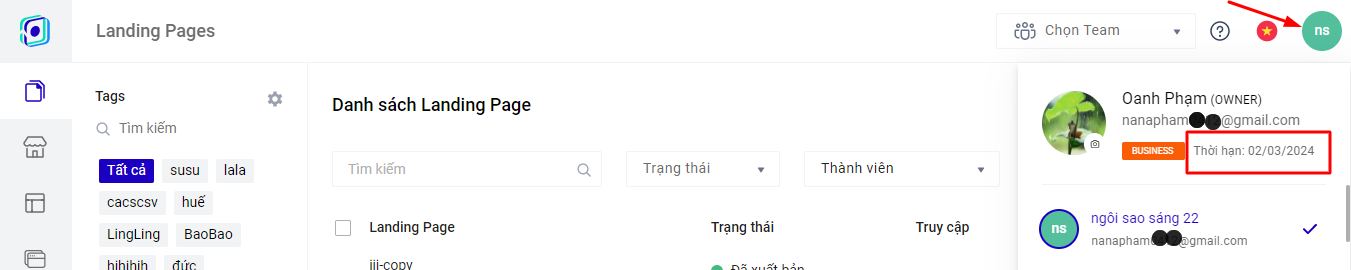 Landing Pages
Chọn Team
ns
Tags
Tìm kiếm
Tất cả susu lala
cacscsv huế
LingLing BaoBao
hihihih đức
Danh sách Landing Page
Tìm kiếm
Trạng thái
Thành viên
Landing Page Trạng thái Truy cập
jij-copy
Đã xuất bản
Oanh Phạm (OWNER)
nanapham @gmail.com
BUSINESS Thời hạn: 02/03/2024
ns
ngôi sao sáng 22
nanapham @gmail.com